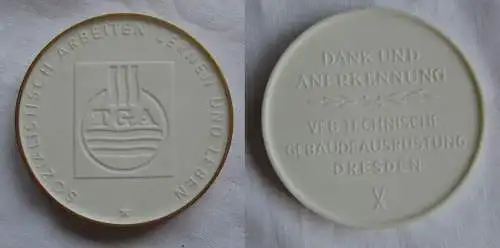 SOZIALISTISCH ARBEITEN LERNEN UND LEBEN
TGA
DANK UND
ANERKENNUNG
VEB TECHNISCHE
GEBÄUDEAUSRÜSTUNG
DRESDEN